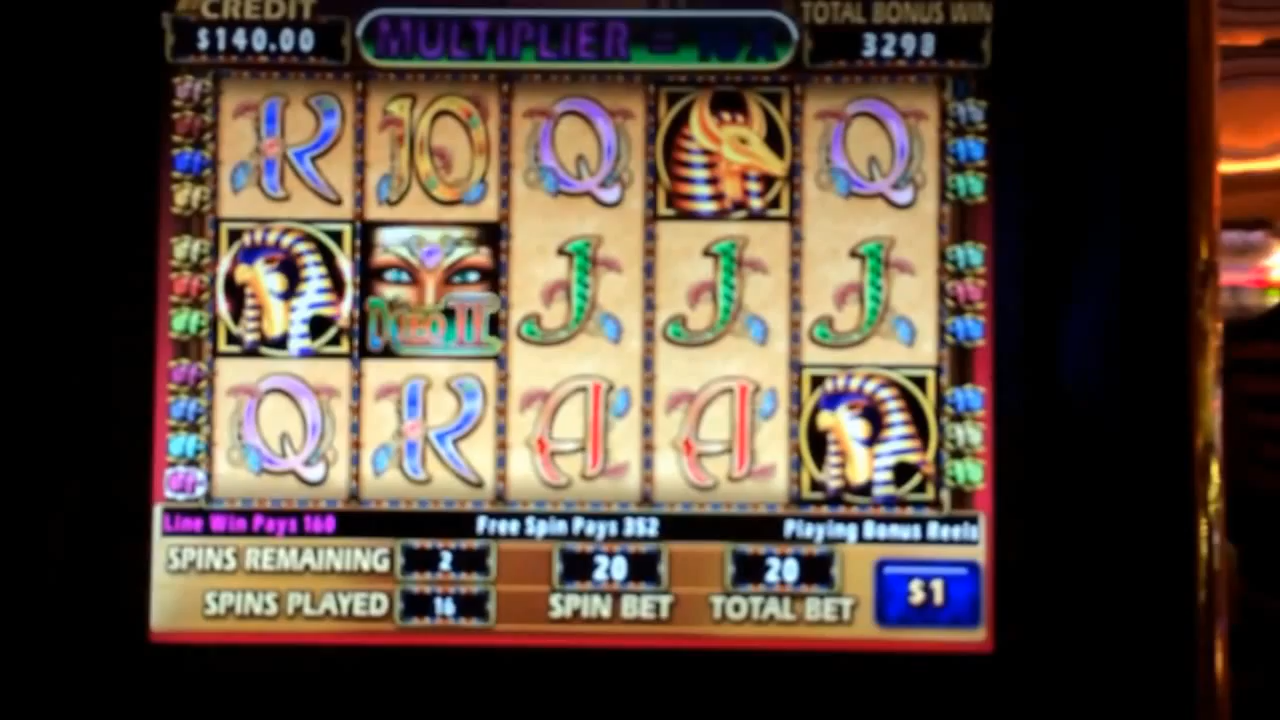 CREDIT
TOTAL BONUS WIN
$140.00
MULTIPLIER =
3298
K 10 Q Q
J J J
Q K A A
Line Win Pays 160 Free Spin Pays 352 Playing Bonus Reels
SPINS REMAINING 2 20 20 $1
SPINS PLAYED 16 SPIN BET TOTAL BET